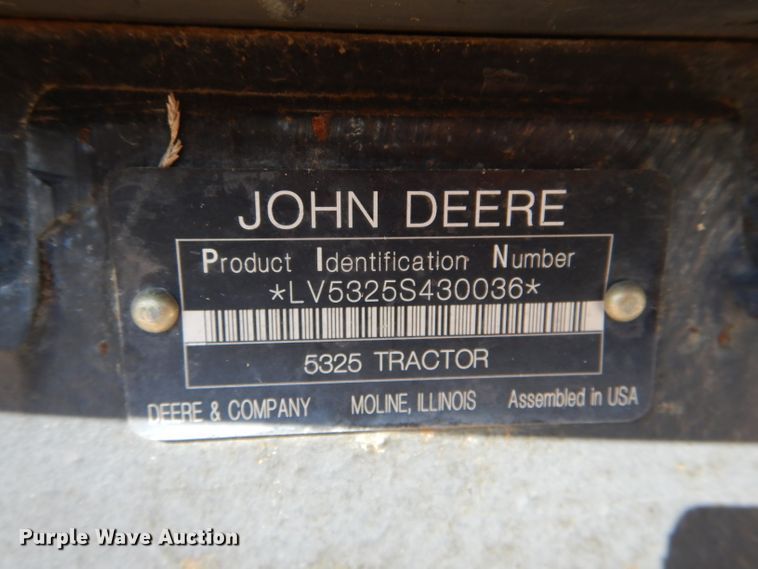 JOHN DEERE
Product Identification Number
*LV5325S430036*
5325 TRACTOR
DEERE & COMPANY MOLINE, ILLINOIS Assembled in USA
Purple Wave Auction